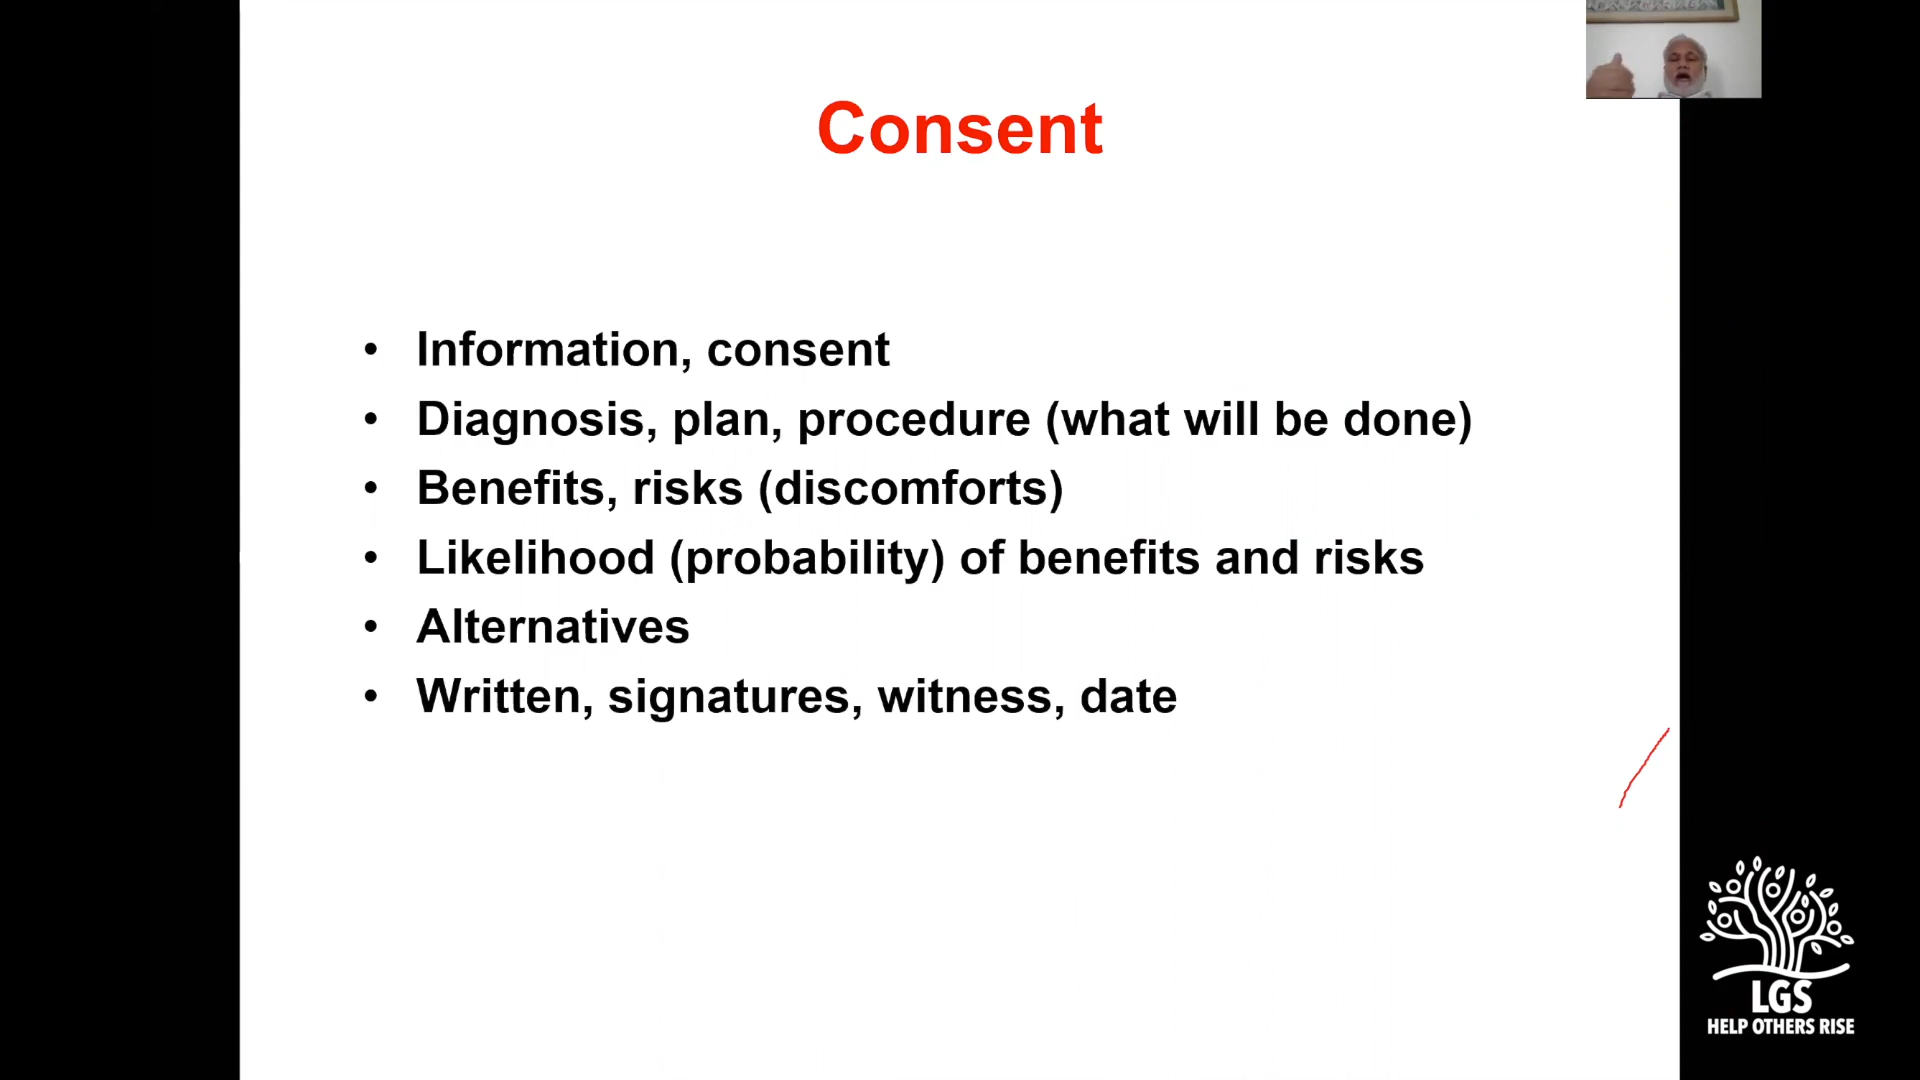 Consent
• Information, consent
• Diagnosis, plan, procedure (what will be done)
• Benefits, risks (discomforts)
• Likelihood (probability) of benefits and risks
• Alternatives
• Written, signatures, witness, date
LGS
HELP OTHERS RISE